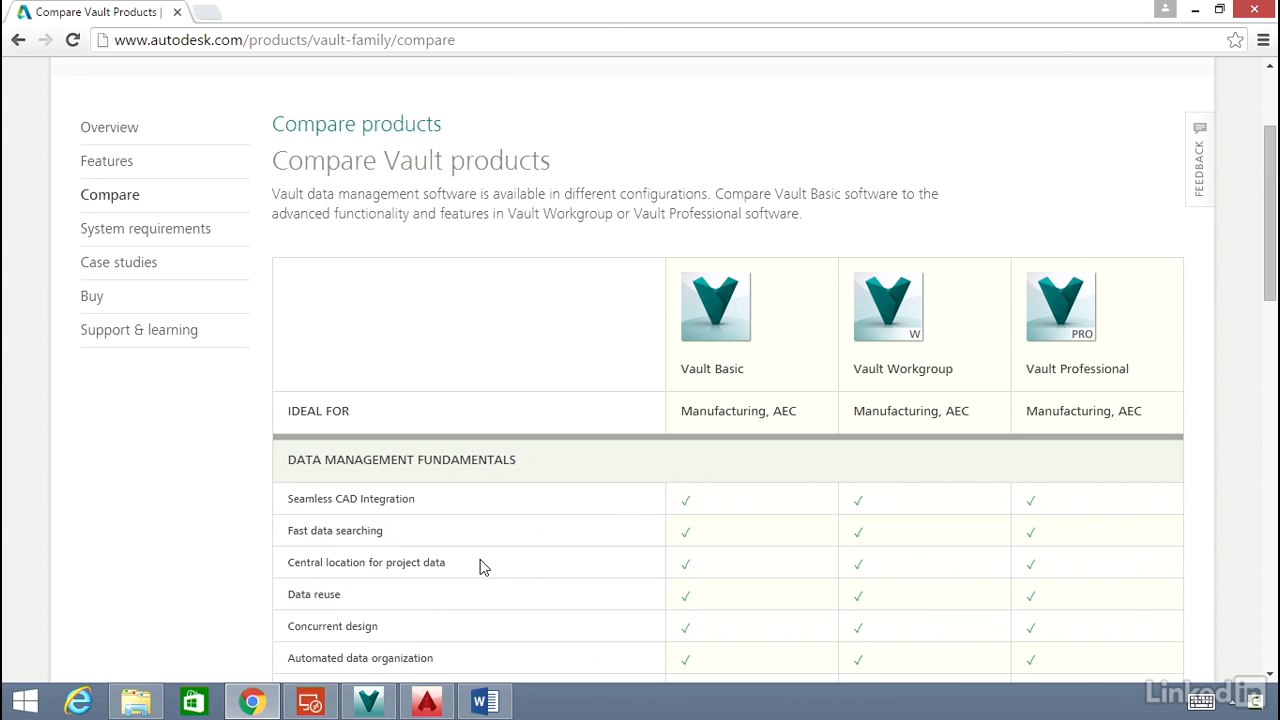 Compare Vault Products |
www.autodesk.com/products/vault-family/compare
Overview
Features
Compare
System requirements
Case studies
Buy
Support & learning
Compare products
Compare Vault products
Vault data management software is available in different configurations. Compare Vault Basic software to the
advanced functionality and features in Vault Workgroup or Vault Professional software.
FEEDBACK
W
PRO
Vault Basic
Vault Workgroup
Vault Professional
IDEAL FOR
Manufacturing, AEC
Manufacturing, AEC
Manufacturing, AEC
DATA MANAGEMENT FUNDAMENTALS
Seamless CAD Integration
Fast data searching
Central location for project data
Data reuse
Concurrent design
Automated data organization
LinkedIn